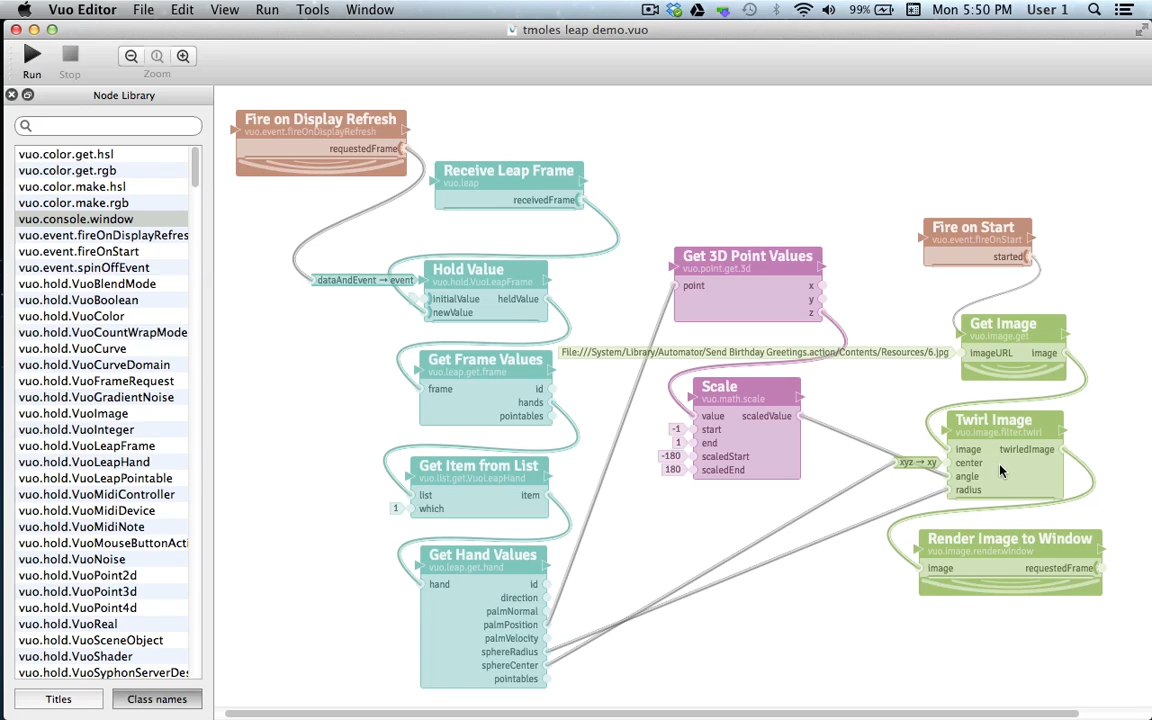 Vuo Editor File Edit View Run Tools Window 99% Mon 5:50 PM User 1
tmoles leap demo.vuo
Run Stop Zoom
Node Library
vuo.color.get.hsl
vuo.color.get.rgb
vuo.color.make.hsl
vuo.color.make.rgb
vuo.console.window
vuo.event.fireOnDisplayRefres
vuo.event.fireOnStart
vuo.event.spinOffEvent
vuo.hold.VuoBlendMode
vuo.hold.VuoBoolean
vuo.hold.VuoColor
vuo.hold.VuoCountWrapMode
vuo.hold.VuoCurve
vuo.hold.VuoCurveDomain
vuo.hold.VuoFrameRequest
vuo.hold.VuoGradientNoise
vuo.hold.VuoImage
vuo.hold.VuoInteger
vuo.hold.VuoLeapFrame
vuo.hold.VuoLeapHand
vuo.hold.VuoLeapPointable
vuo.hold.VuoMidiController
vuo.hold.VuoMidiDevice
vuo.hold.VuoMidiNote
vuo.hold.VuoMouseButtonActi
vuo.hold.VuoNoise
vuo.hold.VuoPoint2d
vuo.hold.VuoPoint3d
vuo.hold.VuoPoint4d
vuo.hold.VuoReal
vuo.hold.VuoSceneObject
vuo.hold.VuoShader
vuo.hold.VuoSyphonServerDes
Titles Class names
Fire on Display Refresh
vuo.event.fireOnDisplayRefresh
requestedFrame
Receive Leap Frame
vuo.leap
receivedFrame
dataAndEvent → event
Hold Value
vuo.hold.VuoLeapFrame
initialValue heldValue
newValue
Get Frame Values
vuo.leap.get.frame
frame id
hands
pointables
Get Item from List
vuo.list.get.VuoLeapHand
list item
1 which
Get Hand Values
vuo.leap.get.hand
hand id
direction
palmNormal
palmPosition
palmVelocity
sphereRadius
sphereCenter
pointables
Get 3D Point Values
vuo.point.get.3d
point x
y
z
File:///System/Library/Automator/Send Birthday Greetings.action/Contents/Resources/6.jpg
Scale
vuo.math.scale
value scaledValue
-1 start
1 end
-180 scaledStart
180 scaledEnd
Fire on Start
vuo.event.fireOnStart
started
Get Image
vuo.image.get
imageURL image
Twirl Image
vuo.image.filter.twirl
image twirledImage
xyz → xy center
angle
radius
Render Image to Window
vuo.image.render.window
image requestedFrame